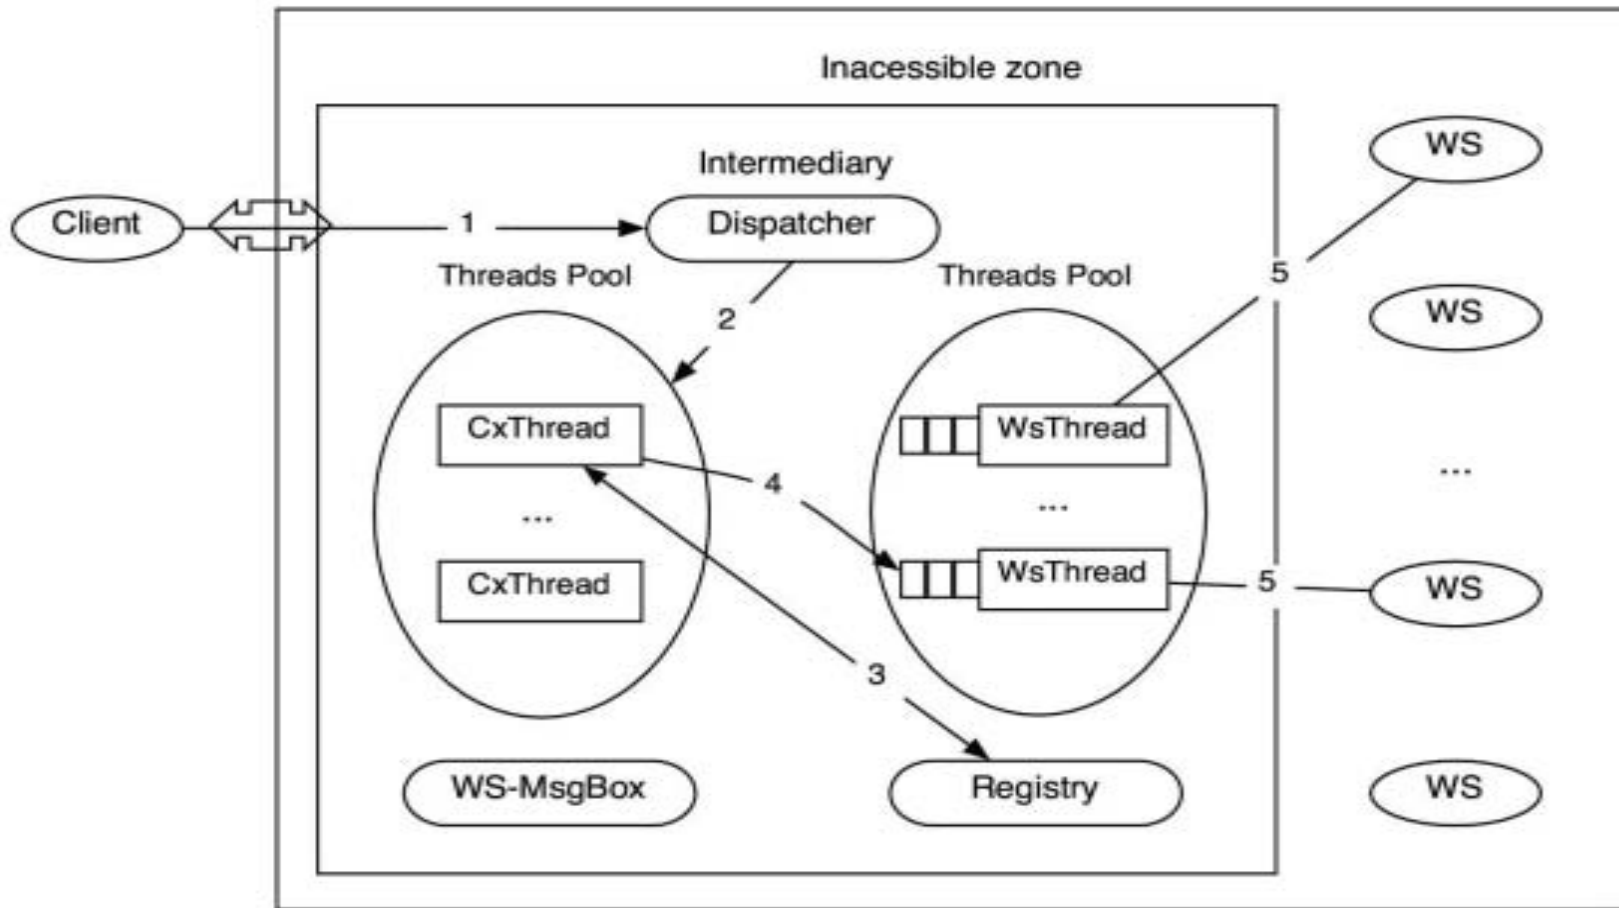 Inacessible zone
WS
Intermediary
Client
1
Dispatcher
Threads Pool
Threads Pool
5
2
WS
CxThread
WsThread
4
...
...
...
CxThread
WsThread
5
WS
3
WS-MsgBox
Registry
WS